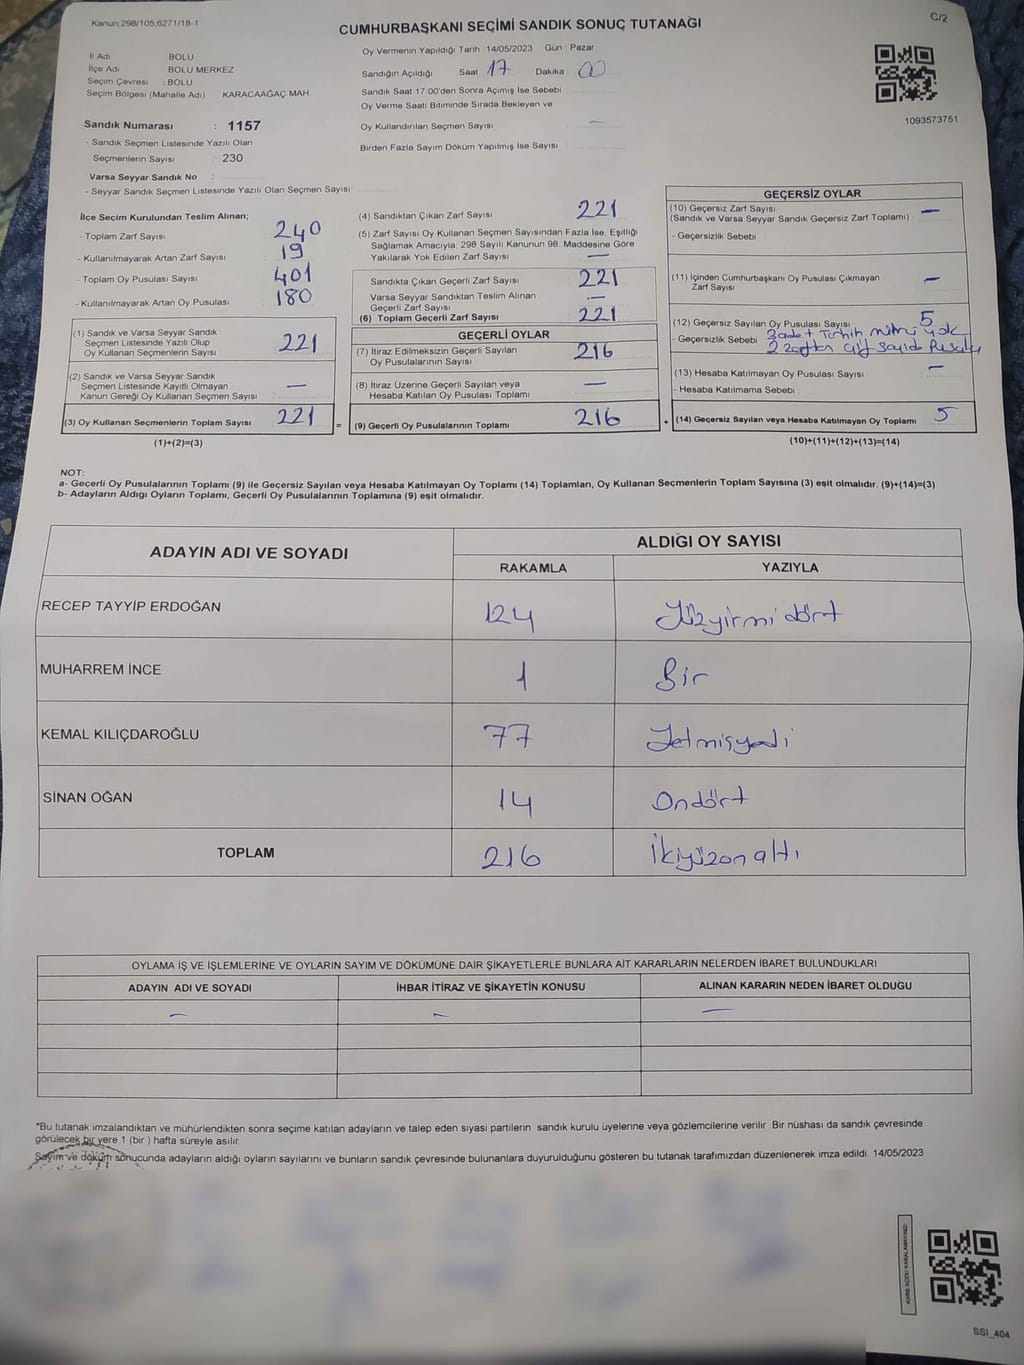 Kanun:298/105,6271/18-1
CUMHURBAŞKANI SEÇİMİ SANDIK SONUÇ TUTANAĞI
C/2
İl Adı BOLU
İlçe Adı BOLU MERKEZ
Seçim Çevresi : BOLU
Seçim Bölgesi (Mahalle Adı) KARACAAĞAÇ MAH.
Oy Vermenin Yapıldığı Tarih 14/05/2023 Gün Pazar
Sandığın Açıldığı Saat 17 Dakika 00
Sandık Saat 17:00'den Sonra Açımış İse Sebebi
Oy Verme Saati Bitiminde Sırada Bekleyen ve
Oy Kullandırılan Seçmen Sayısı —
Birden Fazla Sayım Döküm Yapılmış İse Sayısı
1093573751
Sandık Numarası : 1157
- Sandık Seçmen Listesinde Yazılı Olan
Seçmenlerin Sayısı : 230
Varsa Seyyar Sandık No :
- Seyyar Sandık Seçmen Listesinde Yazılı Olan Seçmen Sayısı
İlçe Seçim Kurulundan Teslim Alınan;
- Toplam Zarf Sayısı 240
- Kullanılmayarak Artan Zarf Sayısı 19
- Toplam Oy Pusulası Sayısı 401
- Kullanılmayarak Artan Oy Pusulası 180
(1) Sandık ve Varsa Seyyar Sandık
Seçmen Listesinde Yazılı Olup
Oy Kullanan Seçmenlerin Sayısı 221
(2) Sandık ve Varsa Seyyar Sandık
Seçmen Listesinde Kayıtlı Olmayan
Kanun Gereği Oy Kullanan Seçmen Sayısı —
(3) Oy Kullanan Seçmenlerin Toplam Sayısı 221
(1)+(2)=(3)
(4) Sandıktan Çıkan Zarf Sayısı 221
(5) Zarf Sayısı Oy Kullanan Seçmen Sayısından Fazla İse, Eşitliği
Sağlamak Amacıyla, 298 Sayılı Kanunun 98. Maddesine Göre
Yakılarak Yok Edilen Zarf Sayısı —
Sandıkta Çıkan Geçerli Zarf Sayısı 221
Varsa Seyyar Sandıktan Teslim Alınan
Geçerli Zarf Sayısı —
(6) Toplam Geçerli Zarf Sayısı 221
GEÇERLİ OYLAR
(7) İtiraz Edilmeksizin Geçerli Sayılan
Oy Pusulalarının Sayısı 216
(8) İtiraz Üzerine Geçerli Sayılan veya
Hesaba Katılan Oy Pusulası Toplamı —
= (9) Geçerli Oy Pusulalarının Toplamı 216
GEÇERSİZ OYLAR
(10) Geçersiz Zarf Sayısı
(Sandık ve Varsa Seyyar Sandık Geçersiz Zarf Toplamı) : —
- Geçersizlik Sebebi :
(11) İçinden Cumhurbaşkanı Oy Pusulası Çıkmayan
Zarf Sayısı —
(12) Geçersiz Sayılan Oy Pusulası Sayısı 5
- Geçersizlik Sebebi 3 adet Tercih mührü yok
2 zarftan çift sayıda Pusula
(13) Hesaba Katılmayan Oy Pusulası Sayısı —
- Hesaba Katılmama Sebebi :
+ (14) Geçersiz Sayılan veya Hesaba Katılmayan Oy Toplamı 5
(10)+(11)+(12)+(13)=(14)
NOT:
a- Geçerli Oy Pusulalarının Toplamı (9) ile Geçersiz Sayılan veya Hesaba Katılmayan Oy Toplamı (14) Toplamları, Oy Kullanan Seçmenlerin Toplam Sayısına (3) eşit olmalıdır. (9)+(14)=(3)
b- Adayların Aldığı Oyların Toplamı, Geçerli Oy Pusulalarının Toplamına (9) eşit olmalıdır.
ADAYIN ADI VE SOYADI
ALDIĞI OY SAYISI
RAKAMLA YAZIYLA
RECEP TAYYİP ERDOĞAN 124 Yüzyirmi dört
MUHARREM İNCE 1 Bir
KEMAL KILIÇDAROĞLU 77 Yetmişyedi
SİNAN OĞAN 14 Ondört
TOPLAM 216 İkiyüzonaltı
OYLAMA İŞ VE İŞLEMLERİNE VE OYLARIN SAYIM VE DÖKÜMÜNE DAİR ŞİKAYETLERLE BUNLARA AİT KARARLARIN NELERDEN İBARET BULUNDUKLARI
ADAYIN ADI VE SOYADI İHBAR İTİRAZ VE ŞİKAYETİN KONUSU ALINAN KARARIN NEDEN İBARET OLDUĞU
— — —
"Bu tutanak imzalandıktan ve mühürlendikten sonra seçime katılan adayların ve talep eden siyasi partilerin sandık kurulu üyelerine veya gözlemcilerine verilir. Bir nüshası da sandık çevresinde
görülecek bir yere 1 (bir ) hafta süreyle asılır.
Sayım ve döküm sonucunda adayların aldığı oyların sayılarını ve bunların sandık çevresinde bulunanlara duyurulduğunu gösteren bu tutanak tarafımızdan düzenlenerek imza edildi. 14/05/2023
SSI_404